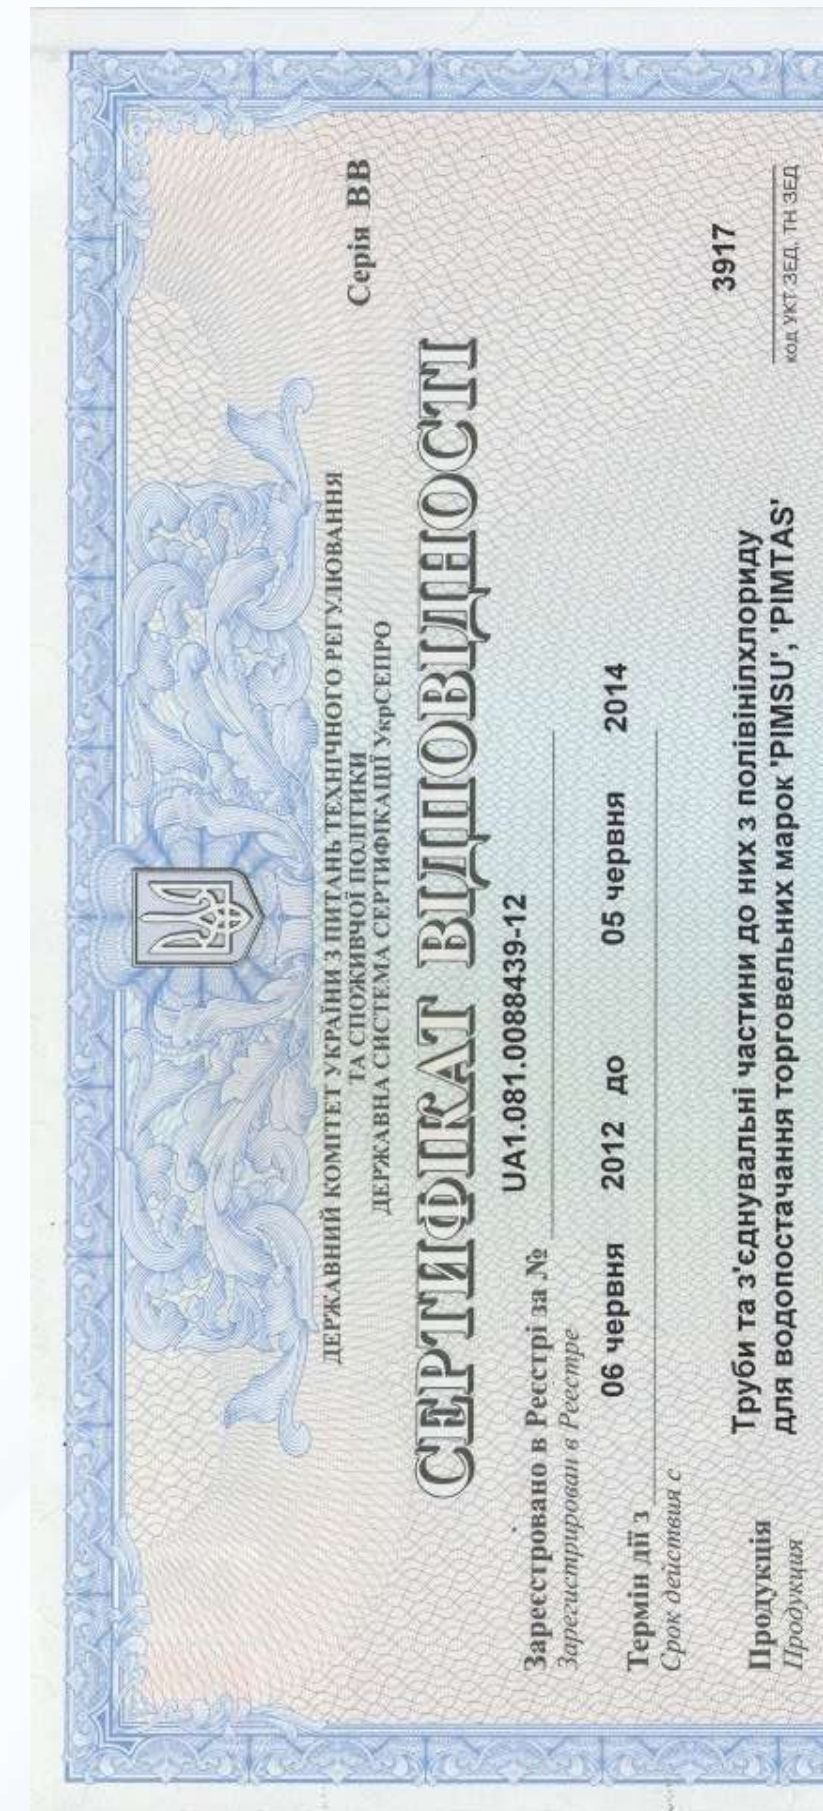 Серія ВВ
ДЕРЖАВНИЙ КОМІТЕТ УКРАЇНИ З ПИТАНЬ ТЕХНІЧНОГО РЕГУЛЮВАННЯ
ТА СПОЖИВЧОЇ ПОЛІТИКИ
ДЕРЖАВНА СИСТЕМА СЕРТИФІКАЦІЇ УкрСЕПРО
СЕРТИФІКАТ ВІДПОВІДНОСТІ
UA1.081.0088439-12
Зареєстровано в Реєстрі за №
Зарегистрирован в Реестре
06 червня 2012 до 05 червня 2014
Термін дії з
Срок действия с
3917
Труби та з'єднувальні частини до них з полівінілхлориду
Продукція
для водопостачання торговельних марок 'PIMSU', 'PIMTAS'
Продукция
код УКТ ЗЕД, ТН ЗЕД